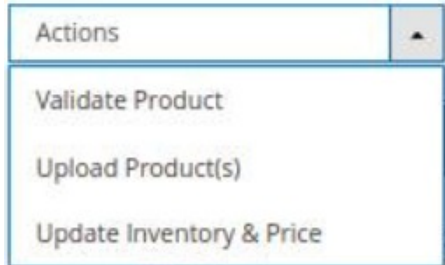 Actions
Validate Product
Upload Product(s)
Update Inventory & Price